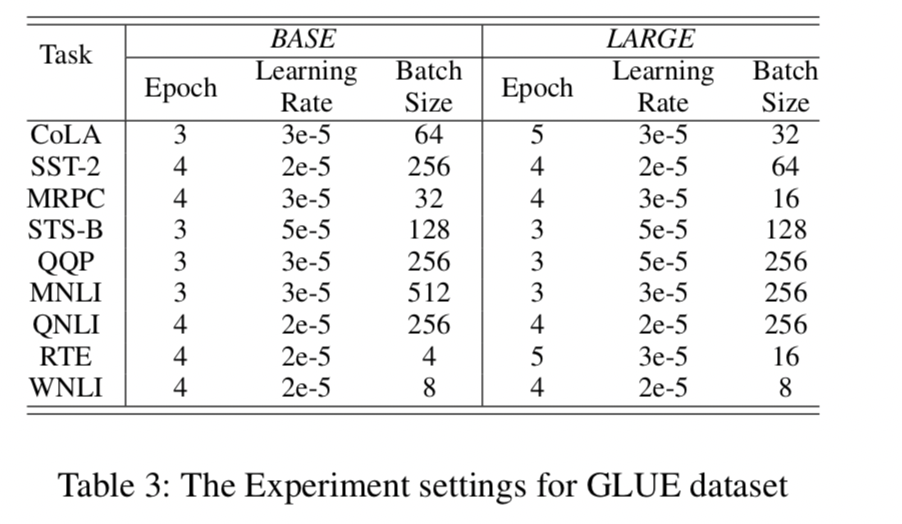 Task BASE LARGE
Epoch Learning Rate Batch Size Epoch Learning Rate Batch Size
CoLA 3 3e-5 64 5 3e-5 32
SST-2 4 2e-5 256 4 2e-5 64
MRPC 4 3e-5 32 4 3e-5 16
STS-B 3 5e-5 128 3 5e-5 128
QQP 3 3e-5 256 3 5e-5 256
MNLI 3 3e-5 512 3 3e-5 256
QNLI 4 2e-5 256 4 2e-5 256
RTE 4 2e-5 4 5 3e-5 16
WNLI 4 2e-5 8 4 2e-5 8
Table 3: The Experiment settings for GLUE dataset